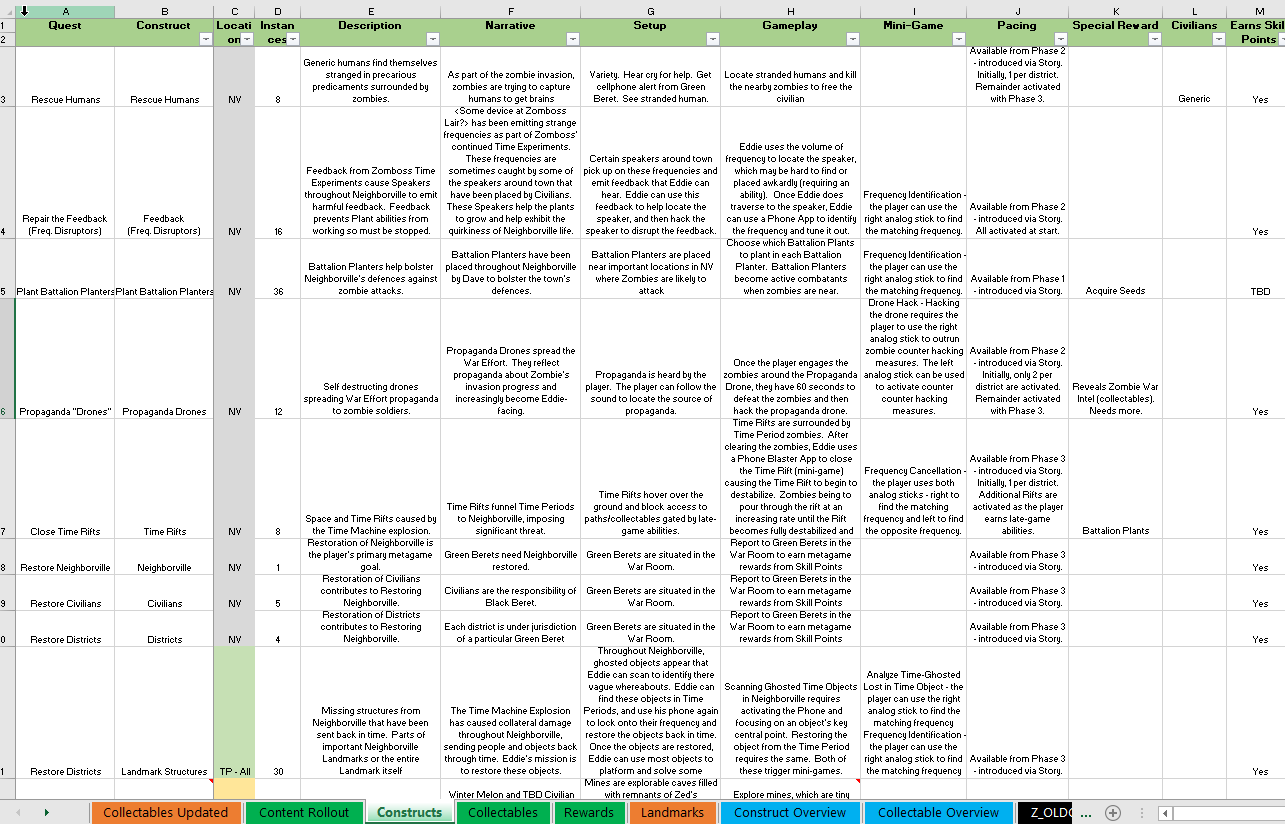 A B C D E F G H I J K L M
1 Quest Construct Locati Instan Description Narrative Setup Gameplay Mini-Game Pacing Special Reward Civilians Earns Skil
2 on ces Points
Generic humans find themselves
stranged in precarious
predicaments surrounded by
zombies.
As part of the zombie invasion,
zombies are trying to capture
humans to get brains
Variety. Hear cry for help. Get
cellphone alert from Green
Beret. See stranded human.
Locate stranded humans and kill
the nearby zombies to free the
civilian
Available from Phase 2
- introduced via Story.
Initially, 1 per district.
Remainder activated
with Phase 3.
3 Rescue Humans Rescue Humans NV 8 Generic Yes
Repair the Feedback
(Freq. Disruptors)
Feedback
(Freq. Disruptors)
4 NV 16
Feedback from Zomboss Time
Experiments cause Speakers
throughout Neighborville to emit
harmful feedback. Feedback
prevents Plant abilities from
working so must be stopped.
<Some device at Zomboss
Lair?> has been emitting strange
frequencies as part of Zomboss'
continued Time Experiments.
These frequencies are
sometimes caught by some of
the speakers around town that
have been placed by Civilians.
These Speakers help the plants
to grow and help exhibit the
quirkiness of Neighborville life.
Certain speakers around town
pick up on these frequencies and
emit feedback that Eddie can
hear. Eddie can use this
feedback to help locate the
speaker, and then hack the
speaker to disrupt the feedback.
Eddie uses the volume of
frequency to locate the speaker,
which may be hard to find or
placed awkardly (requiring an
ability). Once Eddie does
traverse to the speaker, Eddie
can use a Phone App to identify
the frequency and tune it out.
Frequency Identification -
the player can use the
right analog stick to find
the matching frequency.
Available from Phase 2
- introduced via Story.
All activated at start.
Yes
5 Plant Battalion Planters Plant Battalion Planters NV 36
Battalion Planters help bolster
Neighborville's defences against
zombie attacks.
Battalion Planters have been
placed throughout Neighborville
by Dave to bolster the town's
defences.
Battalion Planters are placed
near important locations in NV
where Zombies are likely to
attack
Choose which Battalion Plants
to plant in each Battalion
Planter. Battalion Planters
become active combatants
when zombies are near.
Frequency Identification -
the player can use the
right analog stick to find
the matching frequency.
Available from Phase 1
- introduced via Story.
Acquire Seeds
TBD
6 Propaganda "Drones" Propaganda Drones NV 12
Self destructing drones
spreading War Effort propaganda
to zombie soldiers.
Propaganda Drones spread the
War Effort. They reflect
propaganda about Zombie's
invasion progress and
increasingly become Eddie-
facing.
Propaganda is heard by the
player. The player can follow the
sound to locate the source of
propaganda.
Once the player engages the
zombies around the Propaganda
Drone, they have 60 seconds to
defeat the zombies and then
hack the propaganda drone.
Drone Hack - Hacking
the drone requires the
player to use the right
analog stick to outrun
zombie counter hacking
measures. The left
analog stick can be used
to activate counter
counter hacking
measures.
Available from Phase 2
- introduced via Story.
Initially, only 2 per
district are activated.
Remainder activated
with Phase 3.
Reveals Zombie War
Intel (collectables).
Needs more.
Yes
7 Close Time Rifts Time Rifts NV 8
Space and Time Rifts caused by
the Time Machine explosion.
Time Rifts funnel Time Periods
to Neighborville, imposing
significant threat.
Time Rifts hover over the
ground and block access to
paths/collectables gated by late-
game abilities.
Time Rifts are surrounded by
Time Period zombies. After
clearing the zombies, Eddie uses
a Phone Blaster App to close
the Time Rift (mini-game)
causing the Time Rift to begin to
destabilize. Zombies being to
pour through the rift at an
increasing rate until the Rift
becomes fully destabilized and
Frequency Cancellation -
the player uses both
analog sticks - right to
find the matching
frequency and left to find
the opposite frequency.
Available from Phase 3
- introduced via Story.
Initially, 1 per district.
Additional Rifts are
activated as the player
earns late-game
abilities.
Battalion Plants
Yes
8 Restore Neighborville Neighborville NV 1
Restoration of Neighborville is
the player's primary metagame
goal.
Green Berets need Neighborville
restored.
Green Berets are situated in the
War Room.
Report to Green Berets in the
War Room to earn metagame
rewards from Skill Points
Available from Phase 3
- introduced via Story.
Yes
9 Restore Civilians Civilians NV 5
Restoration of Civilians
contributes to Restoring
Neighborville.
Civilians are the responsibility of
Black Beret.
Green Berets are situated in the
War Room.
Report to Green Berets in the
War Room to earn metagame
rewards from Skill Points
Available from Phase 3
- introduced via Story.
Yes
0 Restore Districts Districts NV 4
Restoration of Districts
contributes to Restoring
Neighborville.
Each district is under jurisdiction
of a particular Green Beret
Green Berets are situated in the
War Room.
Report to Green Berets in the
War Room to earn metagame
rewards from Skill Points
Available from Phase 3
- introduced via Story.
Yes
1 Restore Districts Landmark Structures TP - All 30
Missing structures from
Neighborville that have been
sent back in time. Parts of
important Neighborville
Landmarks or the entire
Landmark itself
The Time Machine Explosion
has caused collateral damage
throughout Neighborville,
sending people and objects back
through time. Eddie's mission is
to restore these objects.
Throughout Neighborville,
ghosted objects appear that
Eddie can scan to identify there
vague whereabouts. Eddie can
find these objects in Time
Periods, and use his phone again
to lock onto their frequency and
restore the objects back in time.
Once the objects are restored,
Eddie can use most objects to
platform and solve some
Scanning Ghosted Time Objects
in Neighborville requires
activating the Phone and
focusing on an object's key
central point. Restoring the
object from the Time Period
requires the same. Both of
these trigger mini-games.
Analyze Time-Ghosted
Lost in Time Object - the
player can use the right
analog stick to find the
matching frequency
Frequency Identification -
the player can use the
right analog stick to find
the matching frequency
Available from Phase 3
- introduced via Story.
Yes
Winter Melon and TBD Civilian
Mines are explorable caves filled
with remnants of Zed's
Explore mines, which are tiny
Collectables Updated Content Rollout Constructs Collectables Rewards Landmarks Construct Overview Collectable Overview Z_OLDC ...